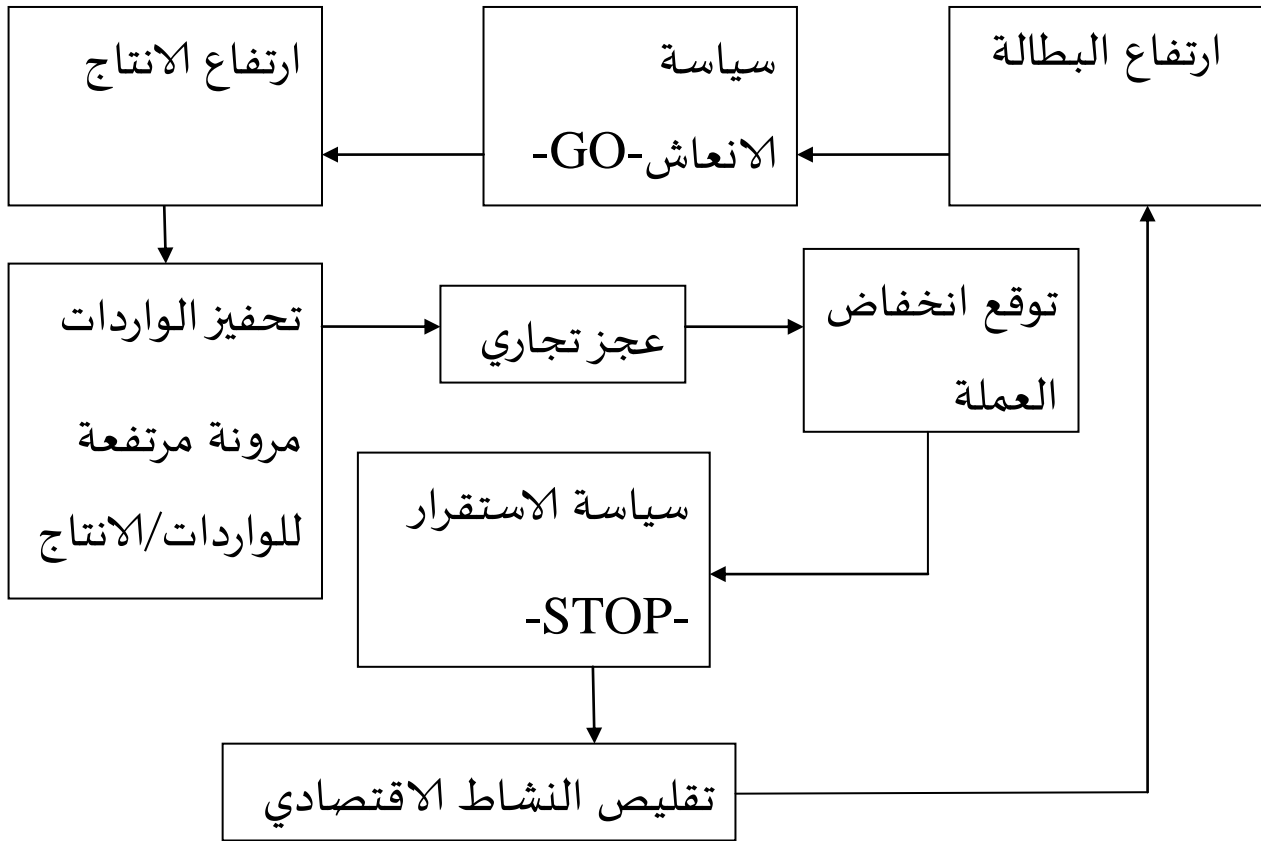 ارتفاع البطالة
سياسة
الانعاش-GO-
ارتفاع الانتاج
تحفيز الواردات
مرونة مرتفعة
للواردات/الانتاج
عجز تجاري
توقع انخفاض
العملة
سياسة الاستقرار
-STOP-
تقليص النشاط الاقتصادي